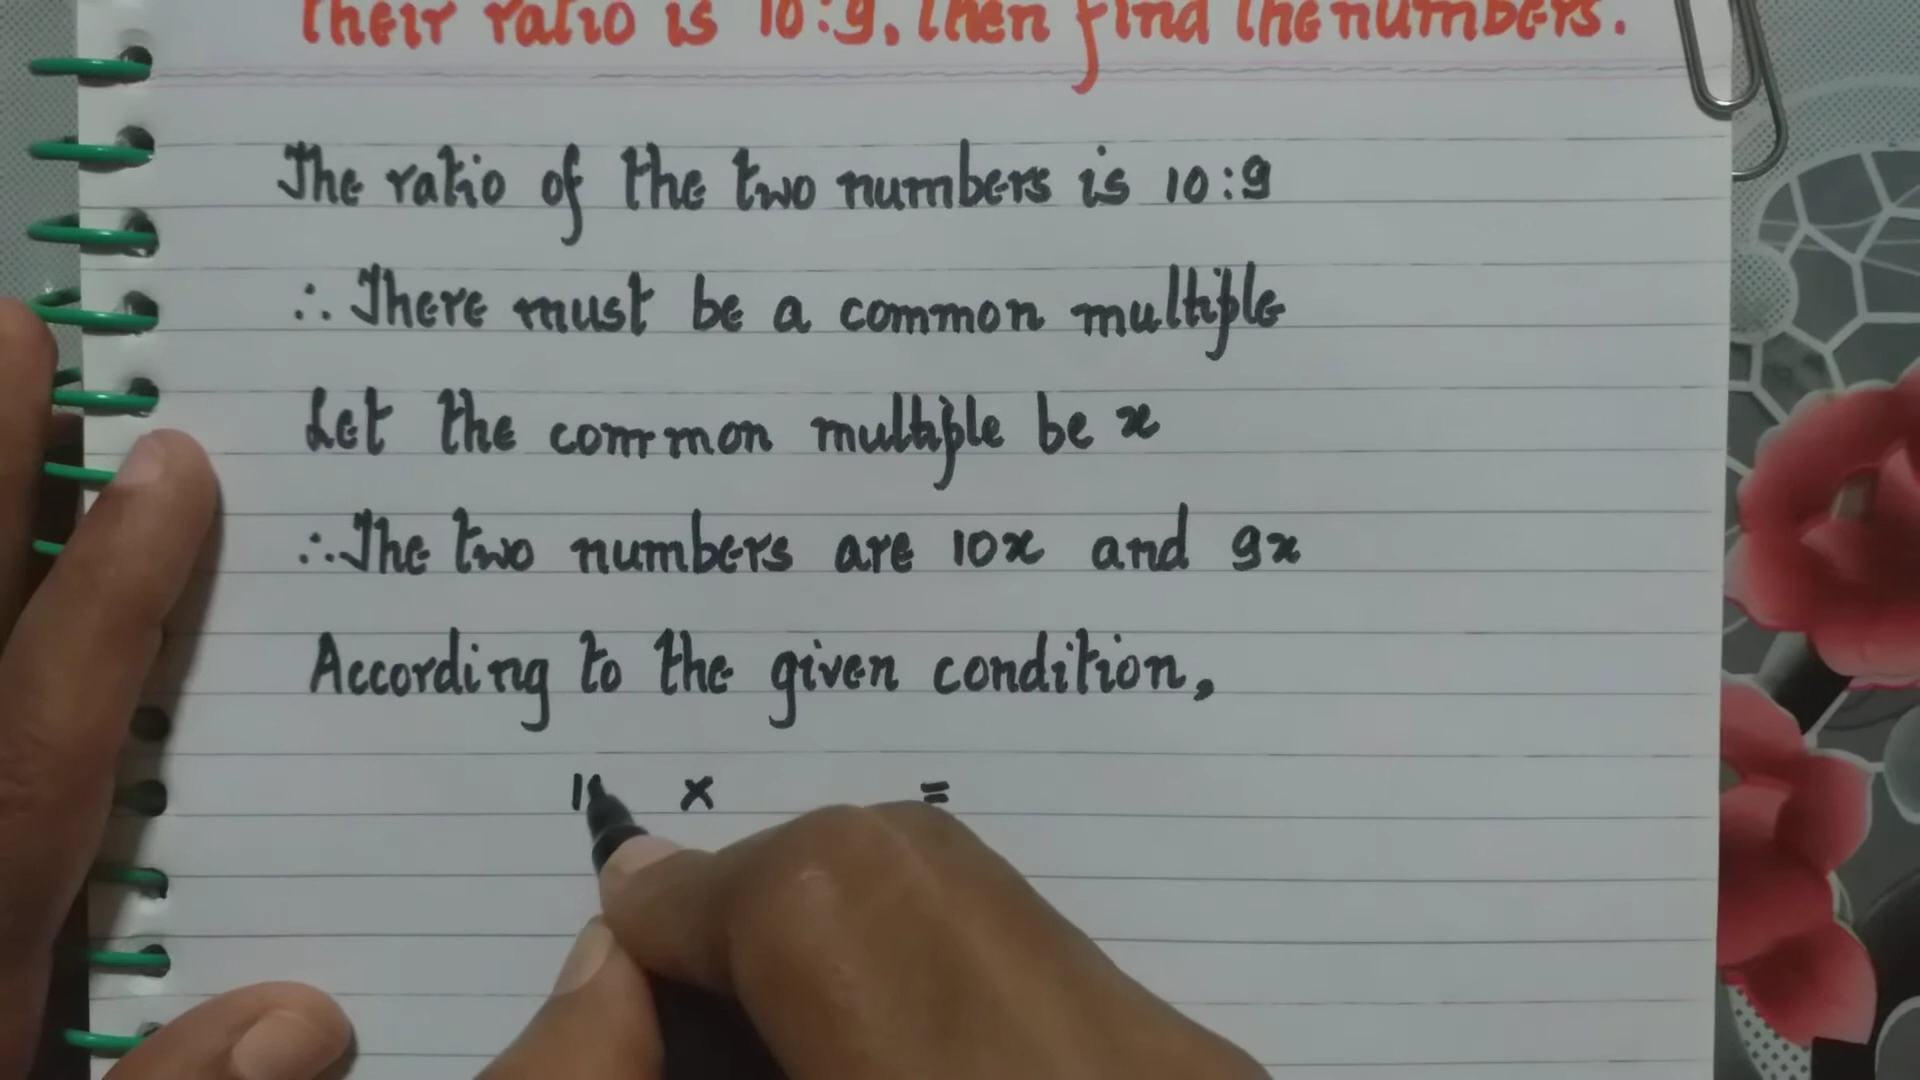 their ratio is 10:9, then find the numbers.
The ratio of the two numbers is 10:9
∴ There must be a common multiple
Let the common multiple be x
∴ The two numbers are 10x and 9x
According to the given condition,
10 × =